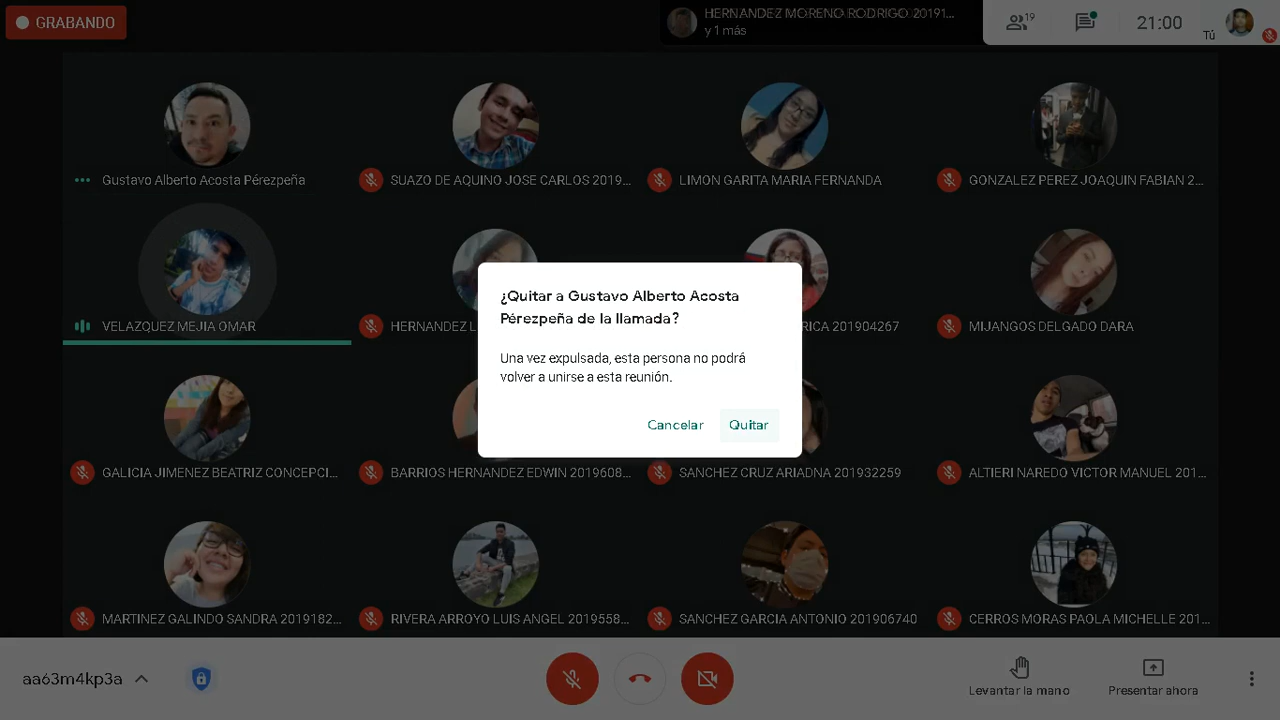 GRABANDO
HERNANDEZ MORENO RODRIGO 20191...
y 1 más
19
21:00
Tú
Gustavo Alberto Acosta Pérezpeña
SUAZO DE AQUINO JOSE CARLOS 2019...
LIMON GARITA MARIA FERNANDA
GONZALEZ PEREZ JOAQUIN FABIAN 2...
VELAZQUEZ MEJIA OMAR
HERNANDEZ L
RICA 201904267
MIJANGOS DELGADO DARA
¿Quitar a Gustavo Alberto Acosta
Pérezpeña de la llamada?
Una vez expulsada, esta persona no podrá
volver a unirse a esta reunión.
Cancelar
Quitar
GALICIA JIMENEZ BEATRIZ CONCEPCI...
BARRIOS HERNANDEZ EDWIN 2019608...
SANCHEZ CRUZ ARIADNA 201932259
ALTIERI NAREDO VICTOR MANUEL 201...
MARTINEZ GALINDO SANDRA 2019182...
RIVERA ARROYO LUIS ANGEL 2019558...
SANCHEZ GARCIA ANTONIO 201906740
CERROS MORAS PAOLA MICHELLE 201...
aa63m4kp3a
Levantar la mano
Presentar ahora